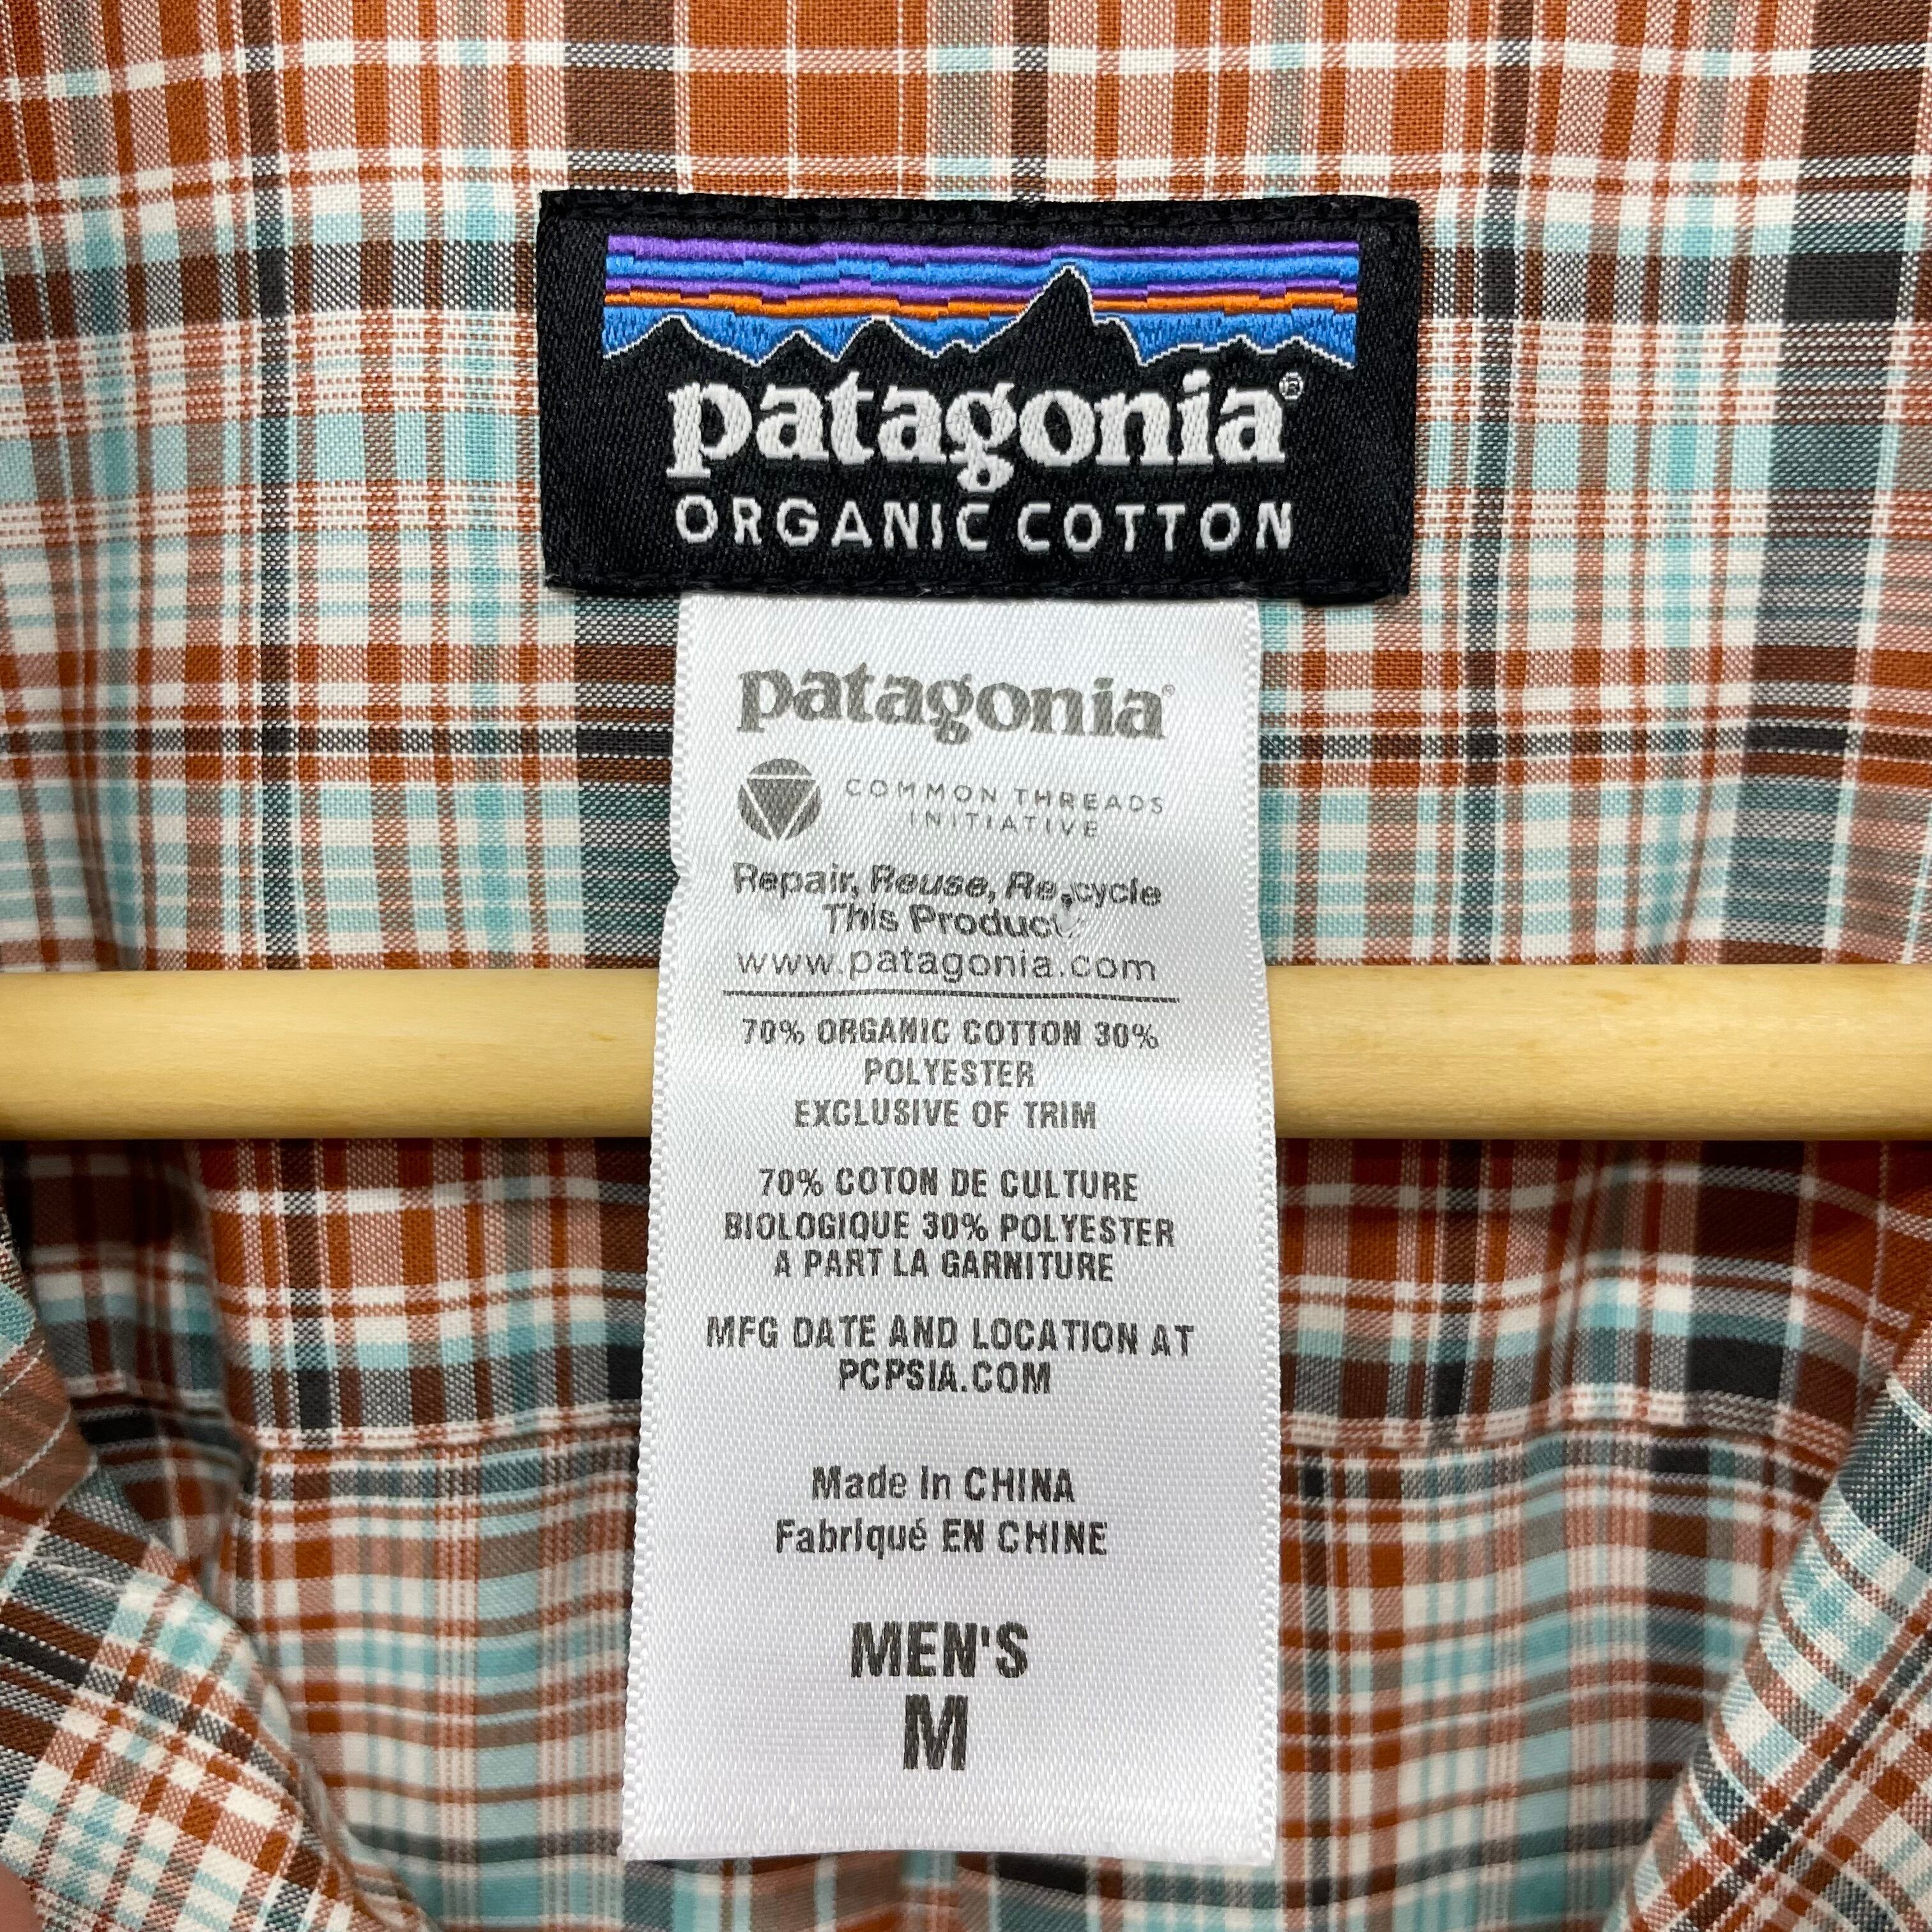 patagonia®
ORGANIC COTTON
patagonia®
COMMON THREADS
INITIATIVE
Repair, Reuse, Re,cycle
This Product
www.patagonia.com
70% ORGANIC COTTON 30%
POLYESTER
EXCLUSIVE OF TRIM
70% COTON DE CULTURE
BIOLOGIQUE 30% POLYESTER
A PART LA GARNITURE
MFG DATE AND LOCATION AT
PCPSIA.COM
Made In CHINA
Fabriqué EN CHINE
MEN'S
M